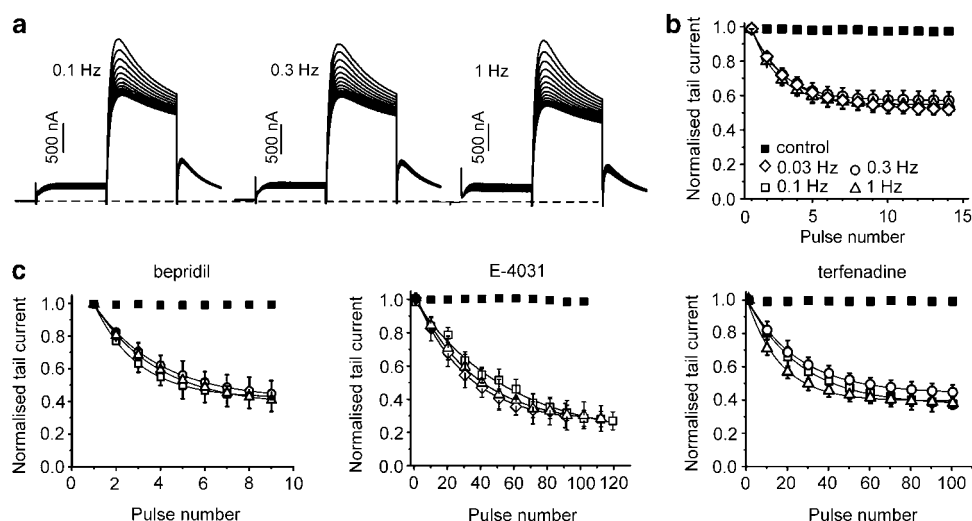 a
0.1 Hz
500 nA
0.3 Hz
500 nA
1 Hz
500 nA
b
Normalised tail current
1.0
0.8
0.6
0.4
0.2
0.0
control
0.03 Hz
0.3 Hz
0.1 Hz
1 Hz
0 5 10 15
Pulse number
c
bepridil
Normalised tail current
1.0
0.8
0.6
0.4
0.2
0.0
0 2 4 6 8 10
Pulse number
E-4031
Normalised tail current
1.0
0.8
0.6
0.4
0.2
0.0
0 20 40 60 80 100 120
Pulse number
terfenadine
Normalised tail current
1.0
0.8
0.6
0.4
0.2
0.0
0 20 40 60 80 100
Pulse number